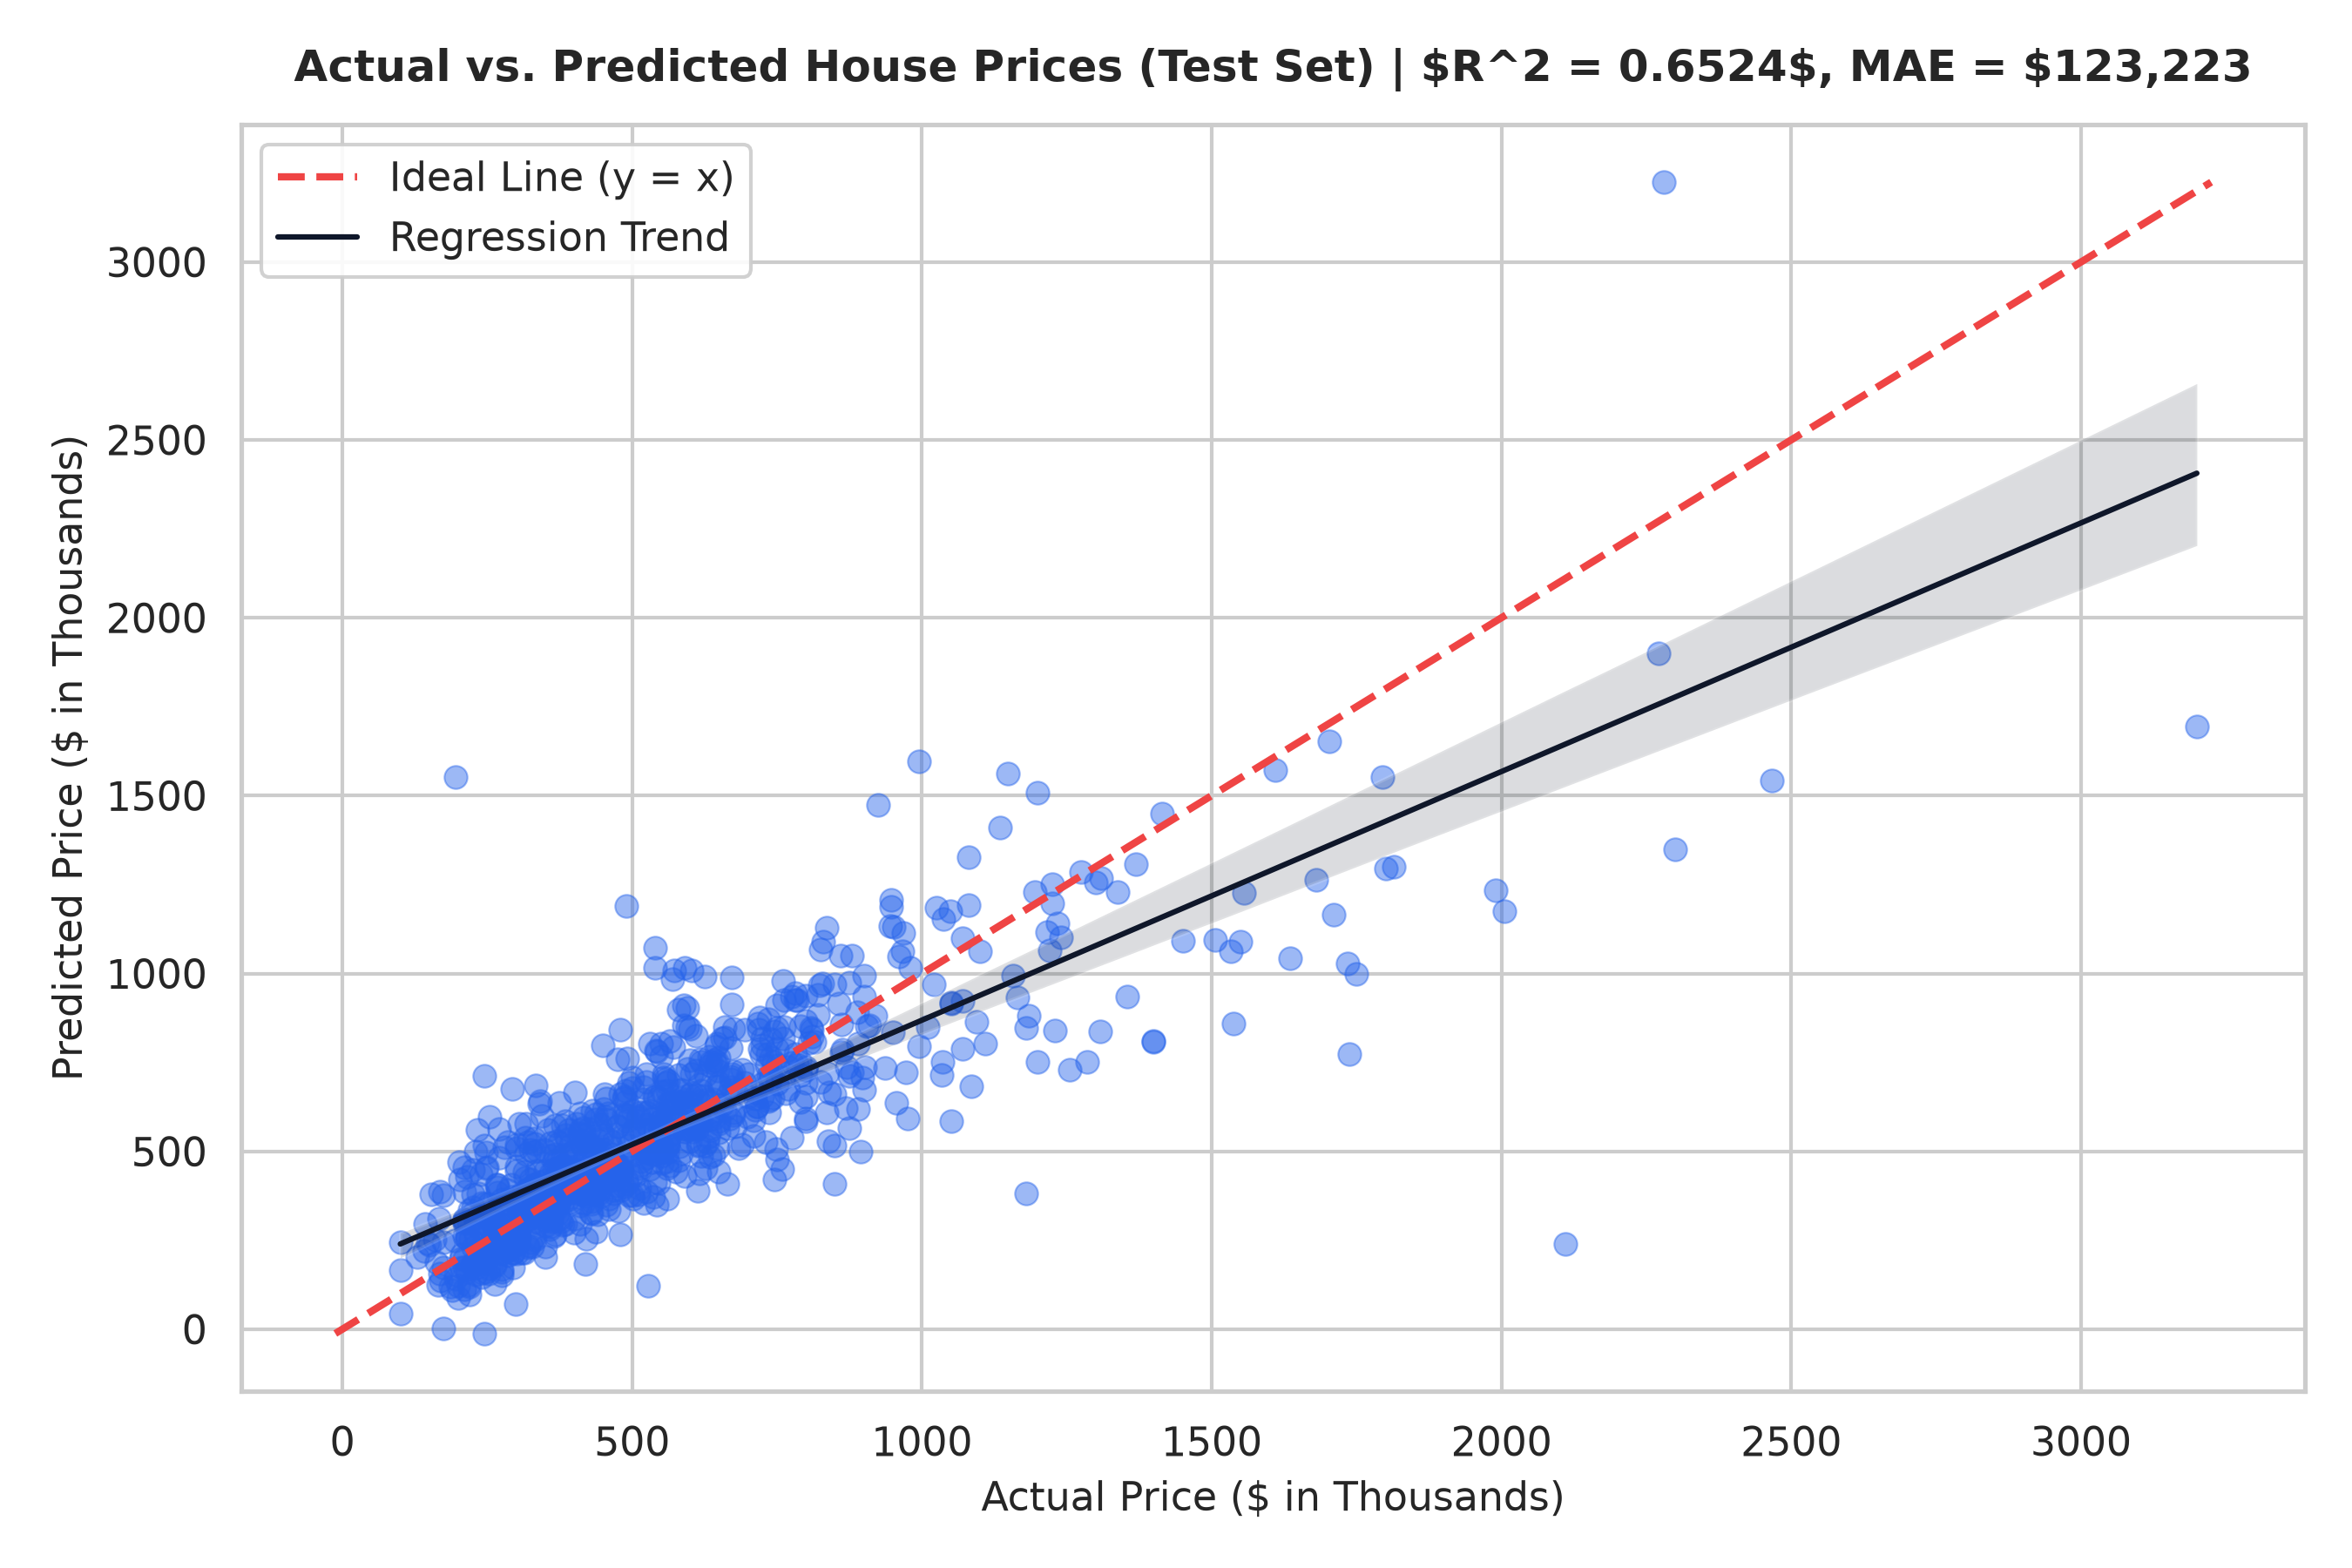 Actual vs. Predicted House Prices (Test Set) | $R^2 = 0.6524$, MAE = $123,223
Ideal Line (y = x)
Regression Trend
Predicted Price ($ in Thousands)
3000
2500
2000
1500
1000
500
0
0
500
1000
1500
2000
2500
3000
Actual Price ($ in Thousands)